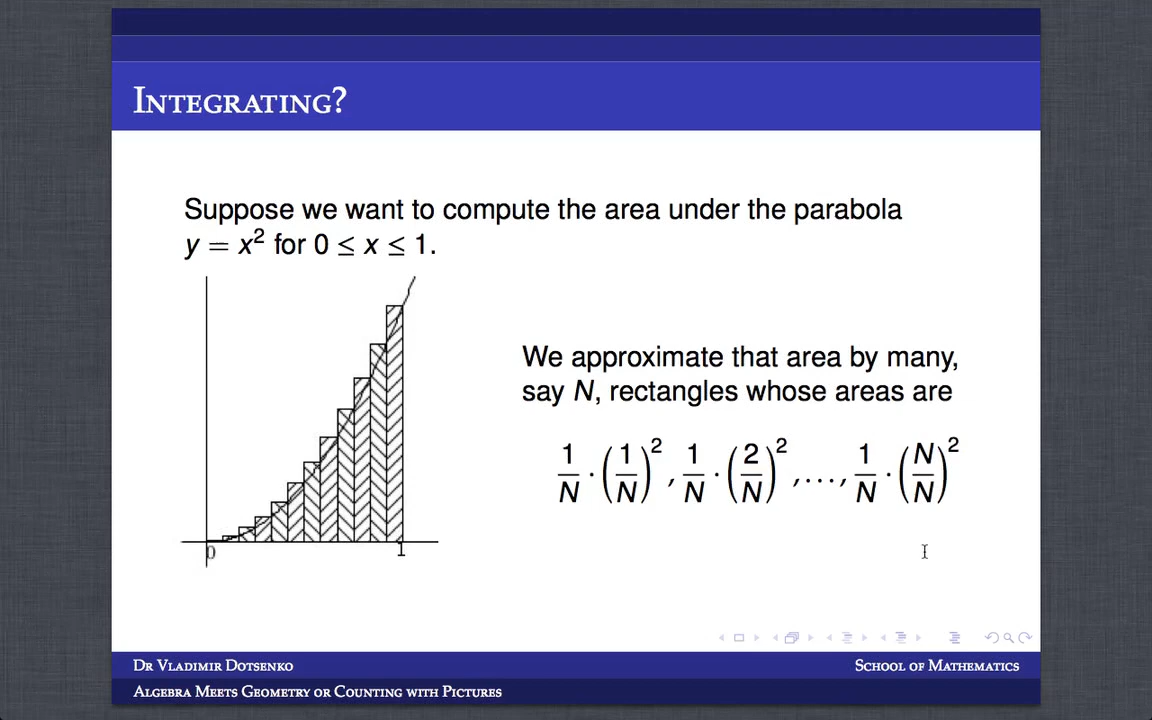 INTEGRATING?
Suppose we want to compute the area under the parabola
y = x² for 0 ≤ x ≤ 1.
We approximate that area by many,
say N, rectangles whose areas are
1/N · (1/N)², 1/N · (2/N)², ..., 1/N · (N/N)²
0 1
DR VLADIMIR DOTSENKO SCHOOL OF MATHEMATICS
ALGEBRA MEETS GEOMETRY OR COUNTING WITH PICTURES